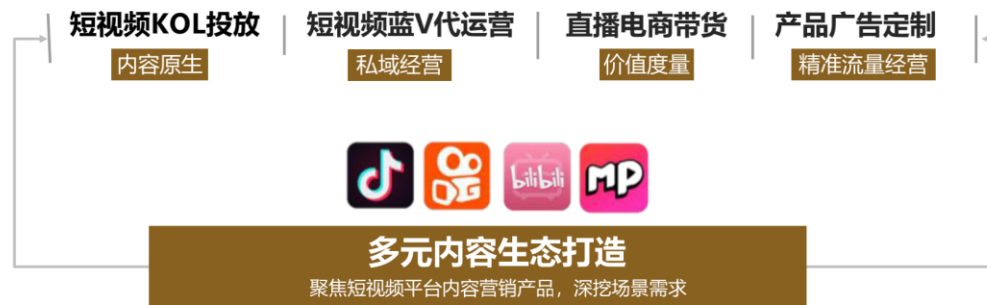 短视频KOL投放 短视频蓝V代运营 直播电商带货 产品广告定制
内容原生 私域经营 价值度量 精准流量经营
bilibili MP
多元内容生态打造
聚焦短视频平台内容营销产品，深挖场景需求